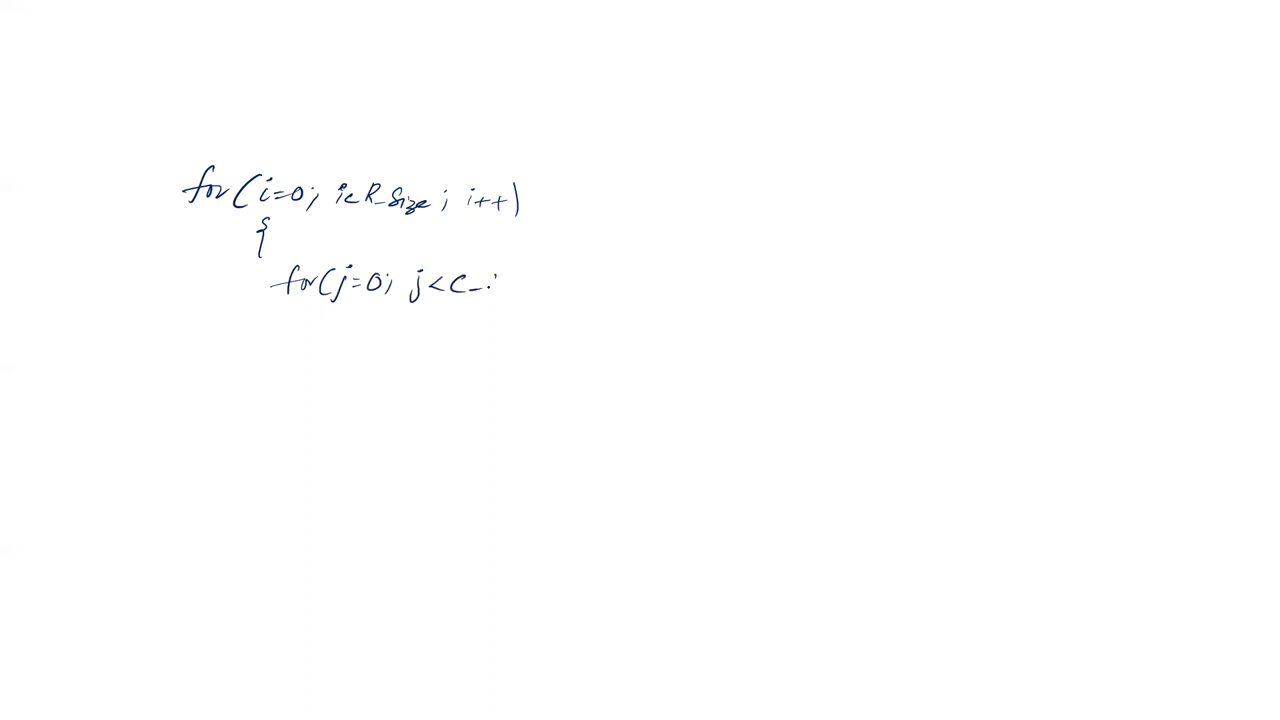 for(i=0; i<R_size; i++)
{
for(j=0; j<C_